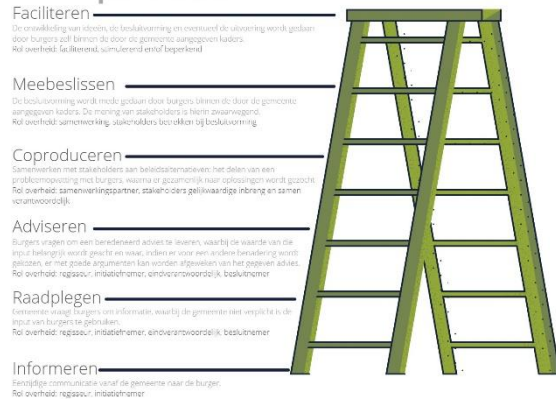 Faciliteren
De ontwikkeling van ideeën, de besluitvorming en eventueel de uitvoering wordt gedaan
door burgers zelf binnen de door de gemeente aangegeven kaders.
Rol overheid: faciliterend, stimulerend en/of beperkend
Meebeslissen
De besluitvorming wordt mede gedaan door burgers binnen de door de gemeente
aangegeven kaders. De mening van stakeholders is hierin zwaarwegend.
Rol overheid: samenwerking, stakeholders betrekken bij besluitvorming
Coproduceren
Samenwerken met stakeholders aan beleidsalternatieven: het delen van een
probleemopvatting met burgers, waarna er gezamenlijk naar oplossingen wordt gezocht.
Rol overheid: samenwerkingspartner, stakeholders gelijkwaardige inbreng en samen
verantwoordelijk.
Adviseren
Burgers vragen om een beredeneerd advies te leveren, waarbij de waarde van die
input belangrijk wordt geacht en waar, indien er voor een andere benadering wordt
gekozen, er met goede argumenten kan worden afgeweken van het gegeven advies.
Rol overheid: regisseur, initiatiefnemer, eindverantwoordelijk, besluitnemer
Raadplegen
Gemeente vraagt burgers om informatie, waarbij de gemeente niet verplicht is de
input van burgers te gebruiken.
Rol overheid: regisseur, initiatiefnemer, eindverantwoordelijk, besluitnemer
Informeren
Eenzijdige communicatie vanaf de gemeente naar de burger.
Rol overheid: regisseur, initiatiefnemer